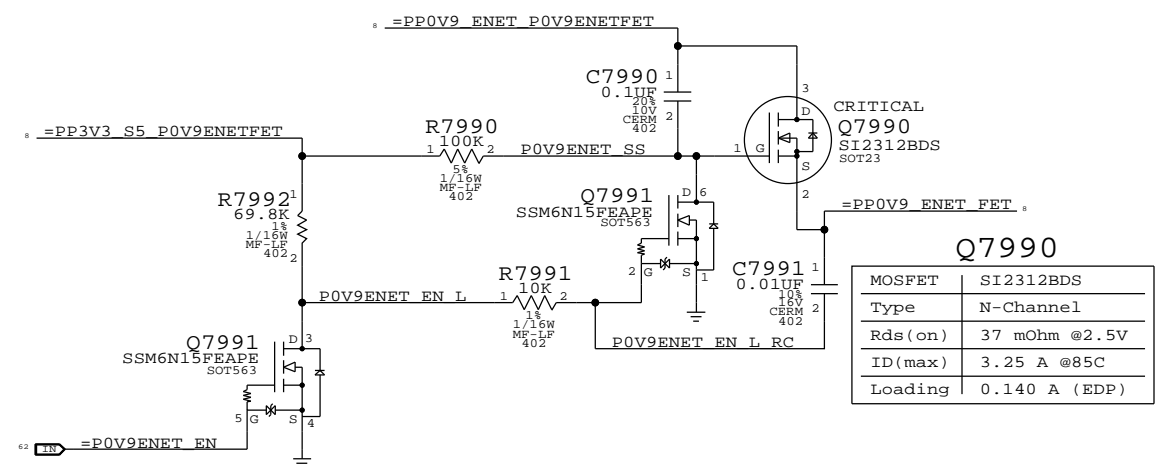 8 =PP0V9_ENET_P0V9ENETFET
C7990 1
0.1UF
20%
10V
CERM
402
2
3
D
CRITICAL
Q7990
SI2312BDS
SOT23
1 G
S
2
8 =PP3V3_S5_P0V9ENETFET
R7990
100K
1 2
5%
1/16W
MF-LF
402
P0V9ENET_SS
R7992
69.8K
1%
1/16W
MF-LF
402
1
2
Q7991
SSM6N15FEAPE
SOT563
D 6
2 G S 1
=PP0V9_ENET_FET 8
C7991 1
0.01UF
10%
16V
CERM
402
2
R7991
10K
1 2
1%
1/16W
MF-LF
402
P0V9ENET_EN_L
P0V9ENET_EN_L_RC
Q7991
SSM6N15FEAPE
SOT563
D 3
5 G S 4
62 IN =P0V9ENET_EN
Q7990
MOSFET SI2312BDS
Type N-Channel
Rds(on) 37 mOhm @2.5V
ID(max) 3.25 A @85C
Loading 0.140 A (EDP)